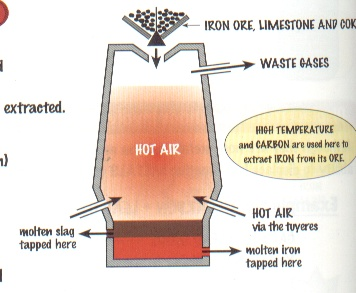 IRON ORE, LIMESTONE AND
WASTE GASES
extracted.
HIGH TEMPERATURE
and CARBON are used here to
extract IRON from its ORE.
HOT AIR
HOT AIR
via the tuyeres
molten slag
tapped here
molten iron
tapped here